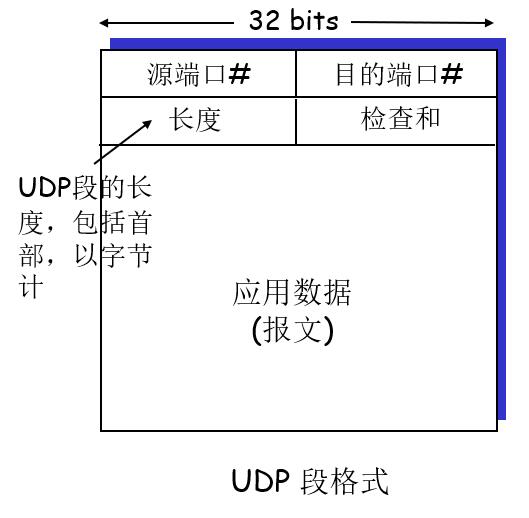 32 bits
源端口#
目的端口#
长度
检查和
UDP段的长
度，包括首
部，以字节
计
应用数据
(报文)
UDP 段格式